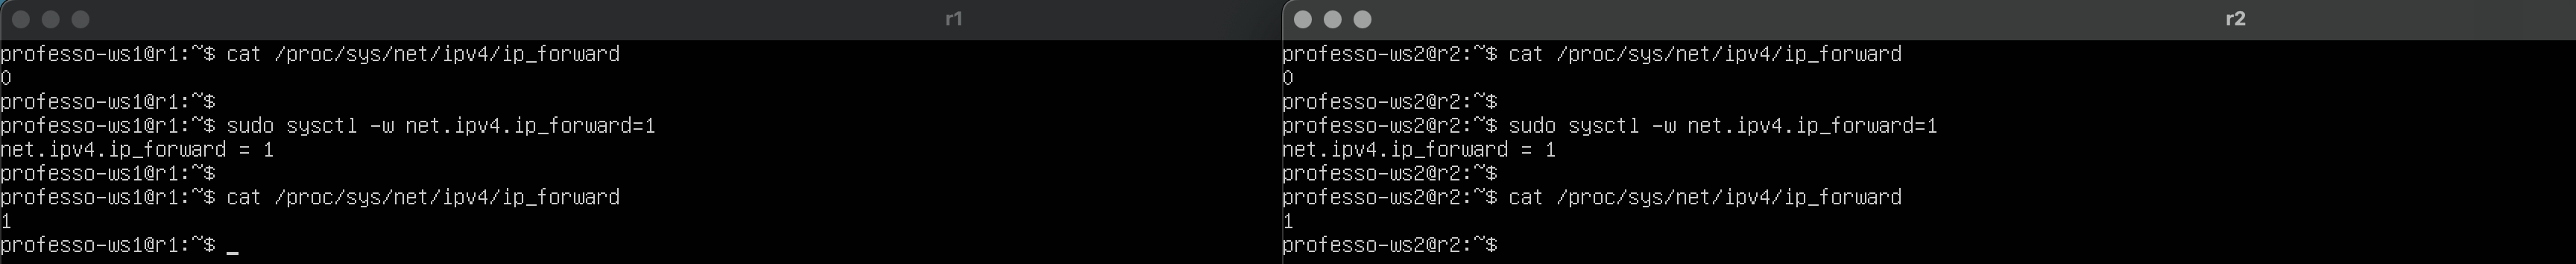 r1
professo-ws1@r1:~$ cat /proc/sys/net/ipv4/ip_forward
0
professo-ws1@r1:~$
professo-ws1@r1:~$ sudo sysctl -w net.ipv4.ip_forward=1
net.ipv4.ip_forward = 1
professo-ws1@r1:~$
professo-ws1@r1:~$ cat /proc/sys/net/ipv4/ip_forward
1
professo-ws1@r1:~$ _
r2
professo-ws2@r2:~$ cat /proc/sys/net/ipv4/ip_forward
0
professo-ws2@r2:~$
professo-ws2@r2:~$ sudo sysctl -w net.ipv4.ip_forward=1
net.ipv4.ip_forward = 1
professo-ws2@r2:~$
professo-ws2@r2:~$ cat /proc/sys/net/ipv4/ip_forward
1
professo-ws2@r2:~$